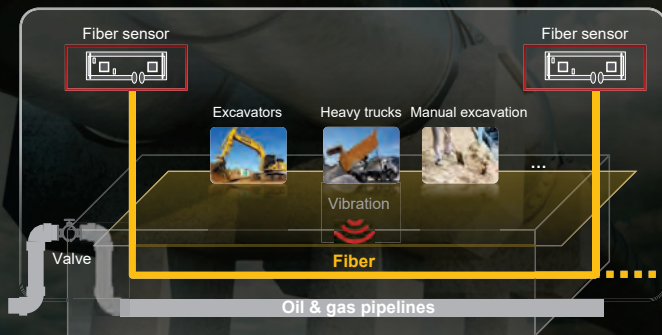 Fiber sensor
Fiber sensor
Excavators
Heavy trucks
Manual excavation
...
Vibration
Valve
Fiber
Oil & gas pipelines